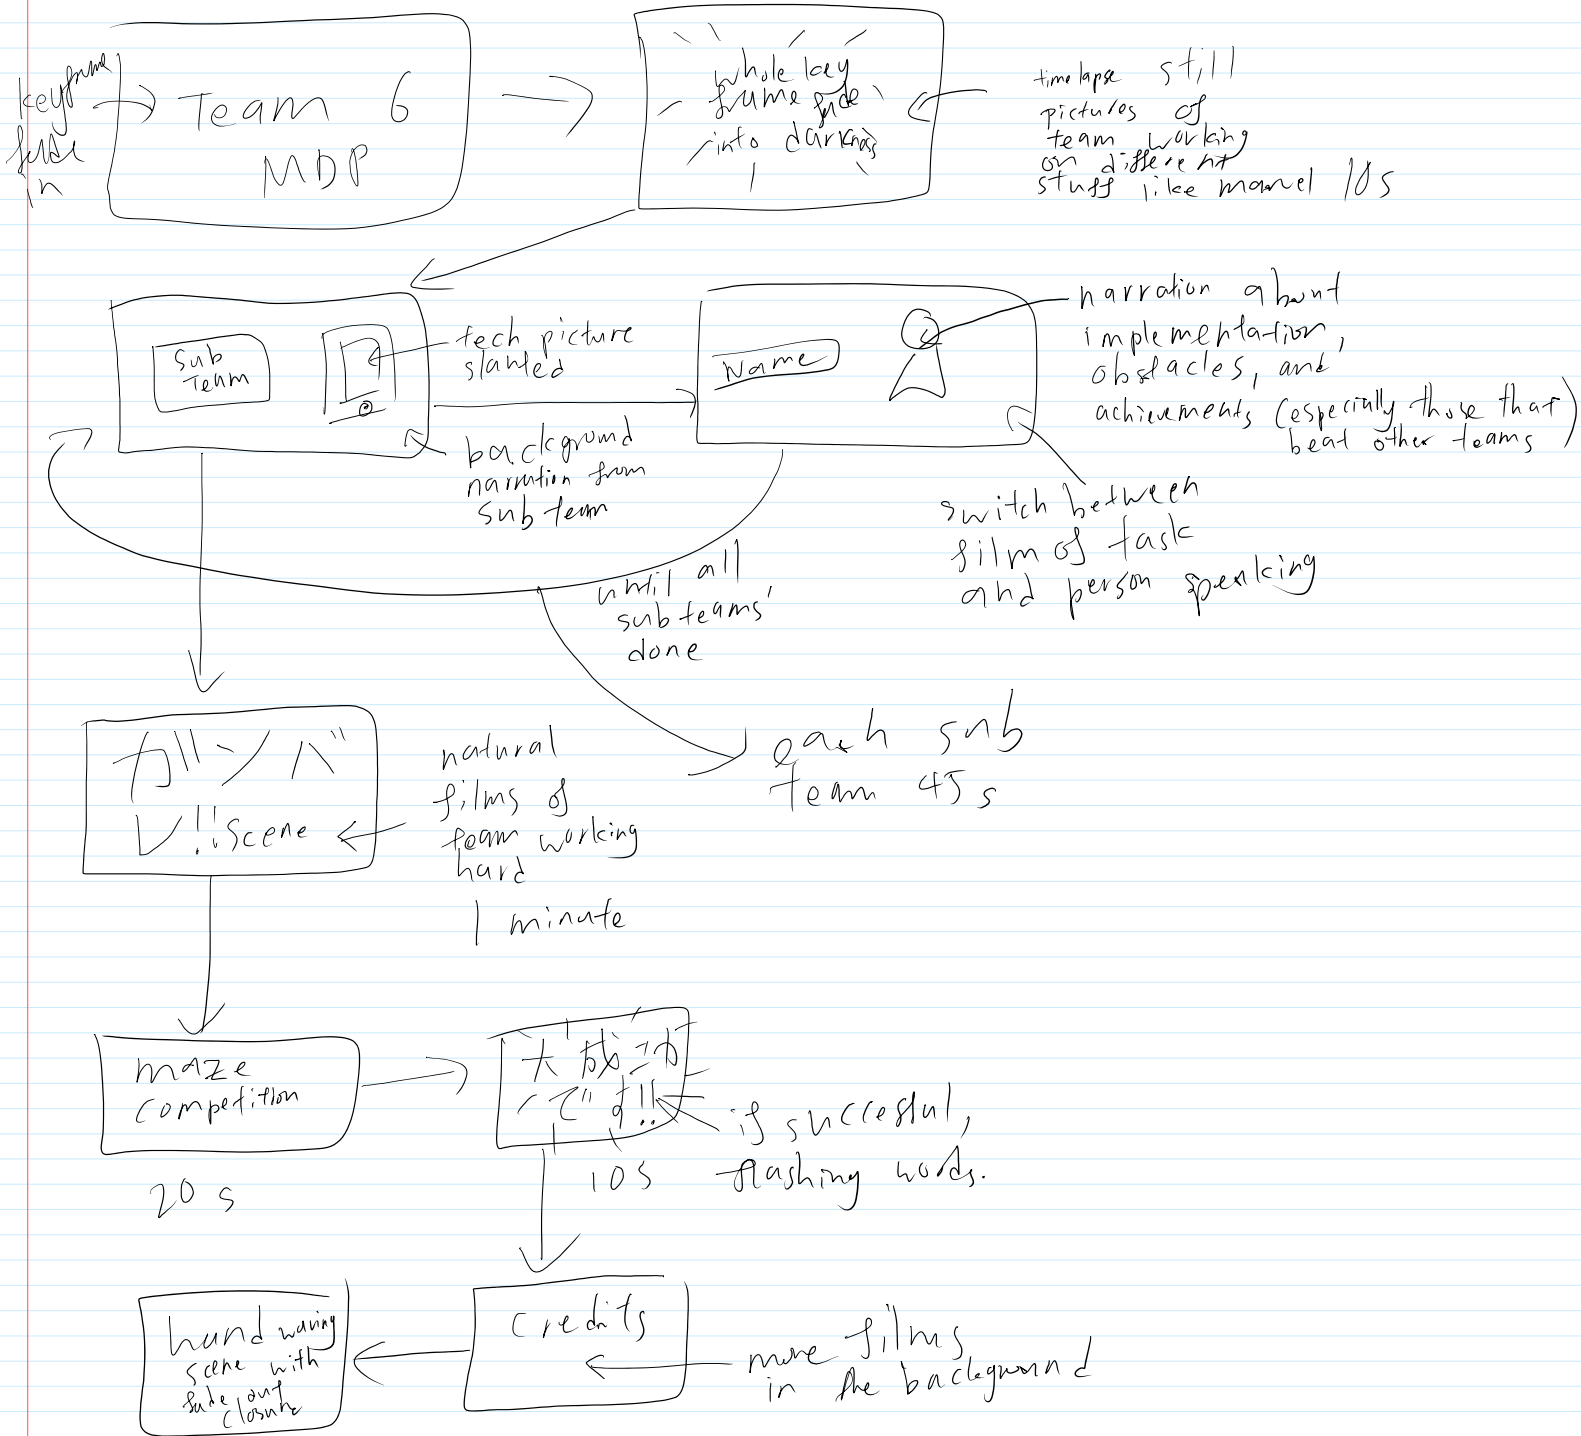 keyframe
fade
in
Team 6
MDP
whole key
frame fade
into darkness
timelapse still
pictures of
team working
on different
stuff like marvel 10s
Sub
Team
tech picture
slanted
background
narration from
sub team
Name
narration about
implementation,
obstacles, and
achievements (especially those that
beat other teams)
switch between
film of task
and person speaking
until all
sub teams'
done
each sub
team 45s
ガンバ
レ!! Scene
natural
films of
team working
hard
1 minute
maze
competition
20 s
大成功
です!!
10s
if successful,
flashing words.
credits
more films
in the background
hand waving
scene with
fade out
closure